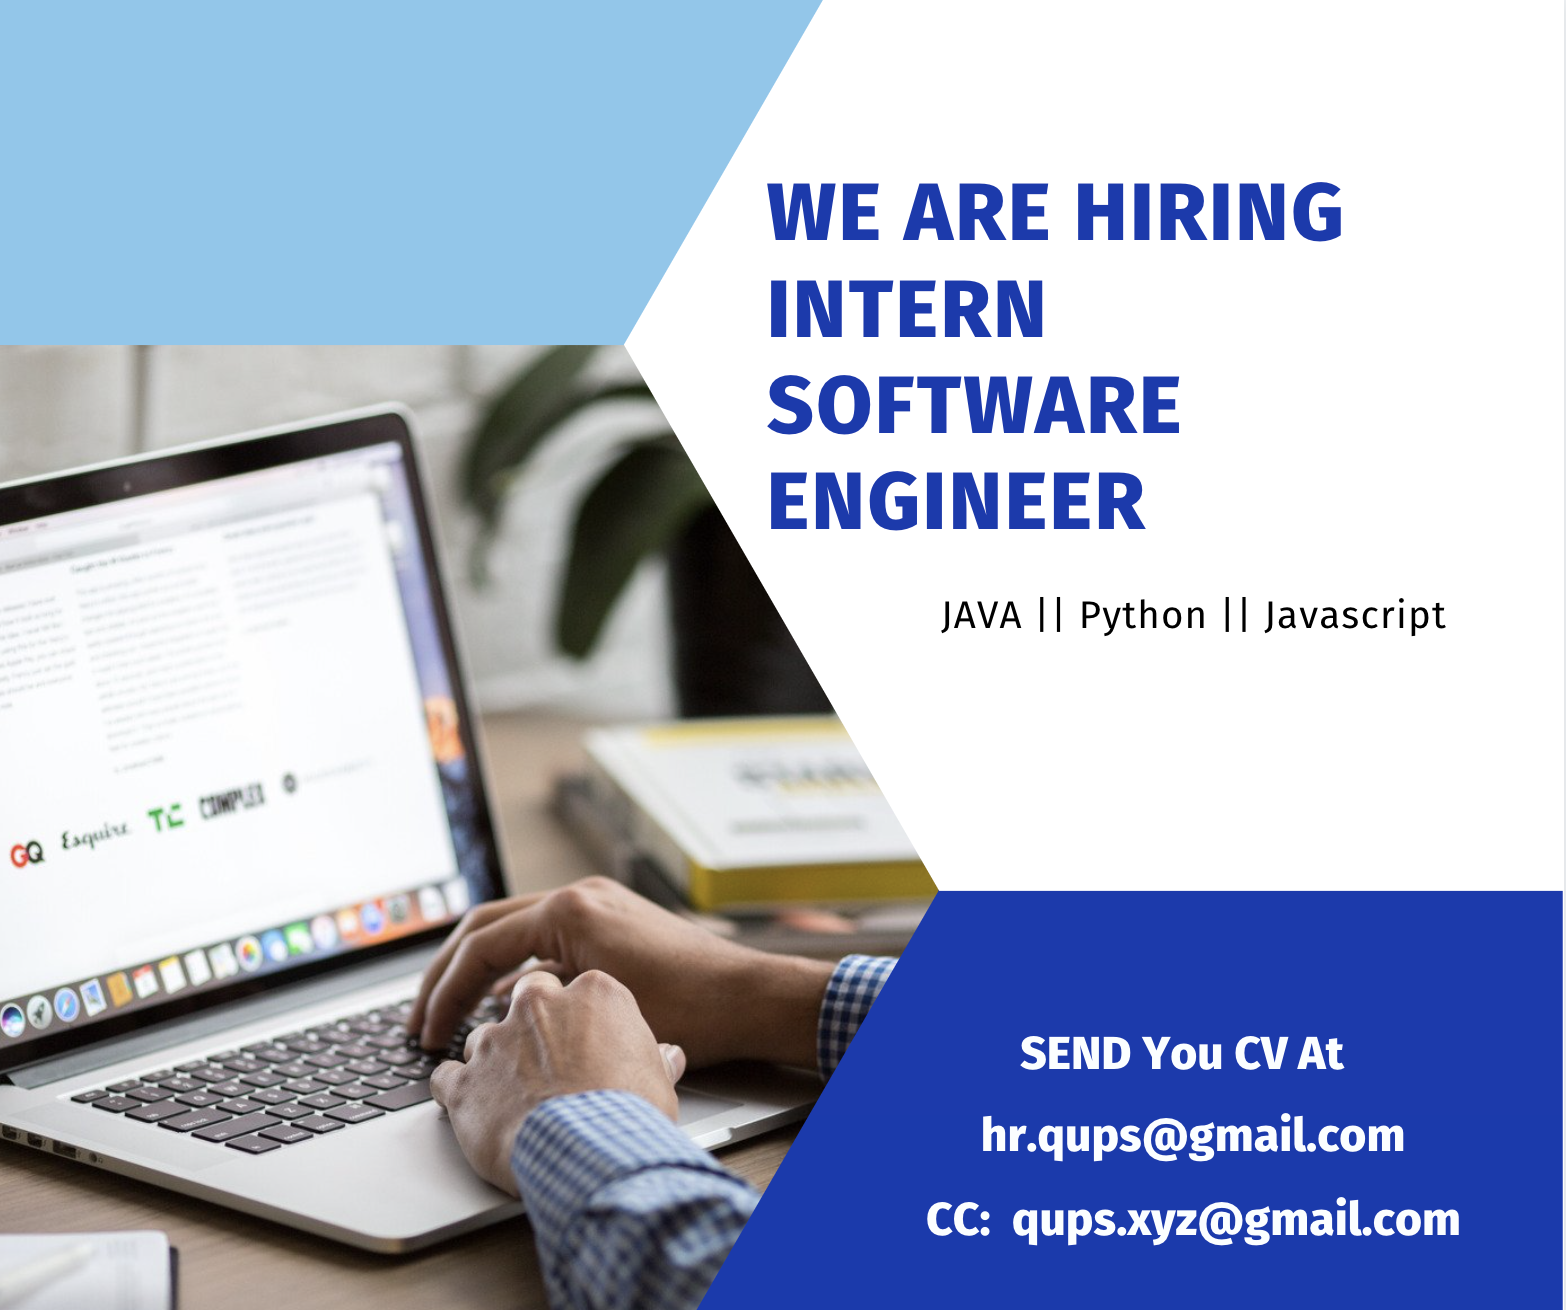 WE ARE HIRING
INTERN
SOFTWARE
ENGINEER
JAVA || Python || Javascript
GQ Esquire TC COMPLEX
SEND You CV At
hr.qups@gmail.com
CC: qups.xyz@gmail.com